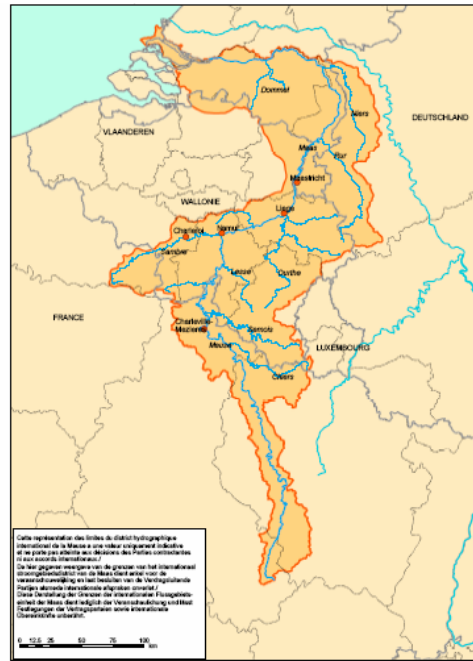 Dommel
Niers
DEUTSCHLAND
VLAANDEREN
Maas
Rur
Maastricht
WALLONIE
Liège
Charleroi
Namur
Sambre
Lesse
Ourthe
FRANCE
Charleville
Mézières
Semois
LUXEMBOURG
Meuse
Chiers
Cette représentation des limites du district hydrographique
international de la Meuse a une valeur uniquement indicative
et ne porte pas atteinte aux décisions des Parties contractantes
ni aux accords internationaux./
De hier gegeven weergave van de grenzen van het internationaal
stroomgebiedsdistrict van de Maas dient enkel voor de
veraanschouwelijking en laat besluiten van de Verdragsluitende
Partijen alsmede internationale afspraken onverlet./
Diese Darstellung der Grenzen der internationalen Flussgebiets-
einheit der Maas dient lediglich der Veranschaulichung und lässt
Festlegungen der Vertragsparteien sowie internationale
Übereinkünfte unberührt.
0 12,5 25 50 75 100
km